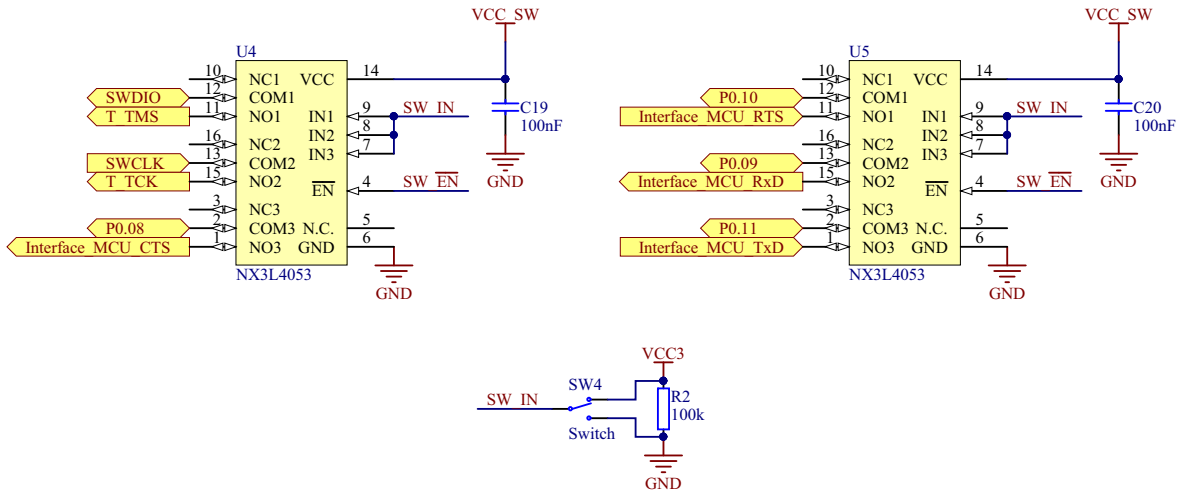 VCC_SW
U4
10 NC1 VCC 14
SWDIO 12 COM1
T_TMS 11 NO1 IN1 9 SW_IN
IN2 8
16 NC2 IN3 7
SWCLK 13 COM2
T_TCK 15 NO2 EN 4 SW_EN
3 NC3
P0.08 2 COM3 N.C. 5
Interface_MCU_CTS 1 NO3 GND 6
NX3L4053
GND
C19
100nF
GND
VCC_SW
U5
10 NC1 VCC 14
P0.10 12 COM1
Interface_MCU_RTS 11 NO1 IN1 9 SW_IN
IN2 8
16 NC2 IN3 7
P0.09 13 COM2
Interface_MCU_RxD 15 NO2 EN 4 SW_EN
3 NC3
P0.11 2 COM3 N.C. 5
Interface_MCU_TxD 1 NO3 GND 6
NX3L4053
GND
C20
100nF
GND
VCC3
SW4
SW_IN
R2
100k
Switch
GND